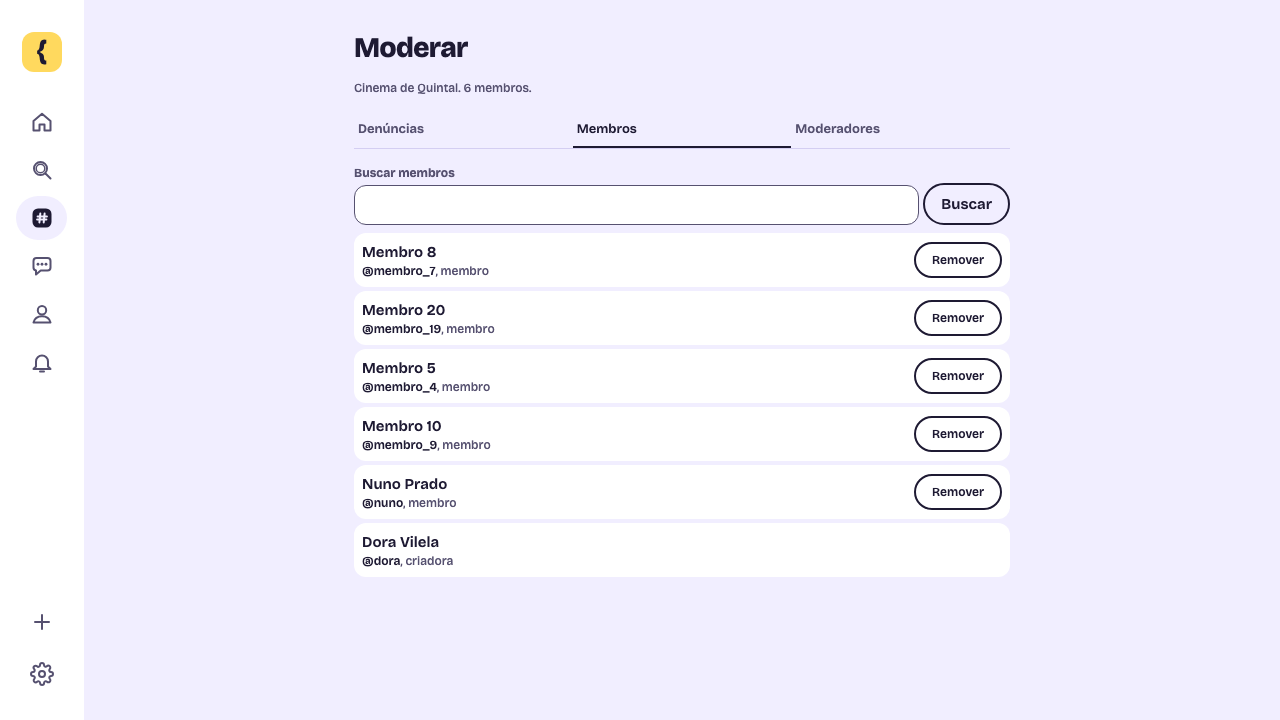 {
Moderar
Cinema de Quintal. 6 membros.
Denúncias
Membros
Moderadores
Buscar membros
Buscar
Membro 8
@membro_7, membro
Remover
Membro 20
@membro_19, membro
Remover
Membro 5
@membro_4, membro
Remover
Membro 10
@membro_9, membro
Remover
Nuno Prado
@nuno, membro
Remover
Dora Vilela
@dora, criadora